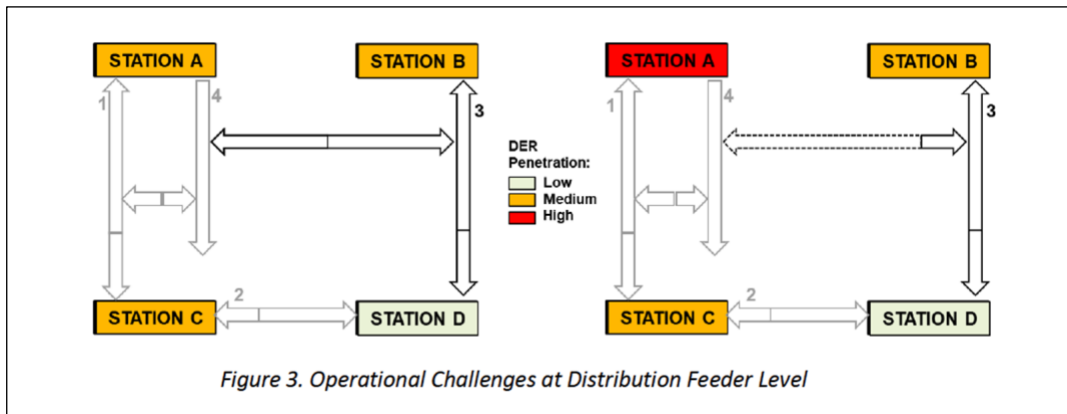 STATION A
STATION B
1
4
3
2
STATION C
STATION D
DER
Penetration:
Low
Medium
High
STATION A
STATION B
1
4
3
2
STATION C
STATION D
Figure 3. Operational Challenges at Distribution Feeder Level